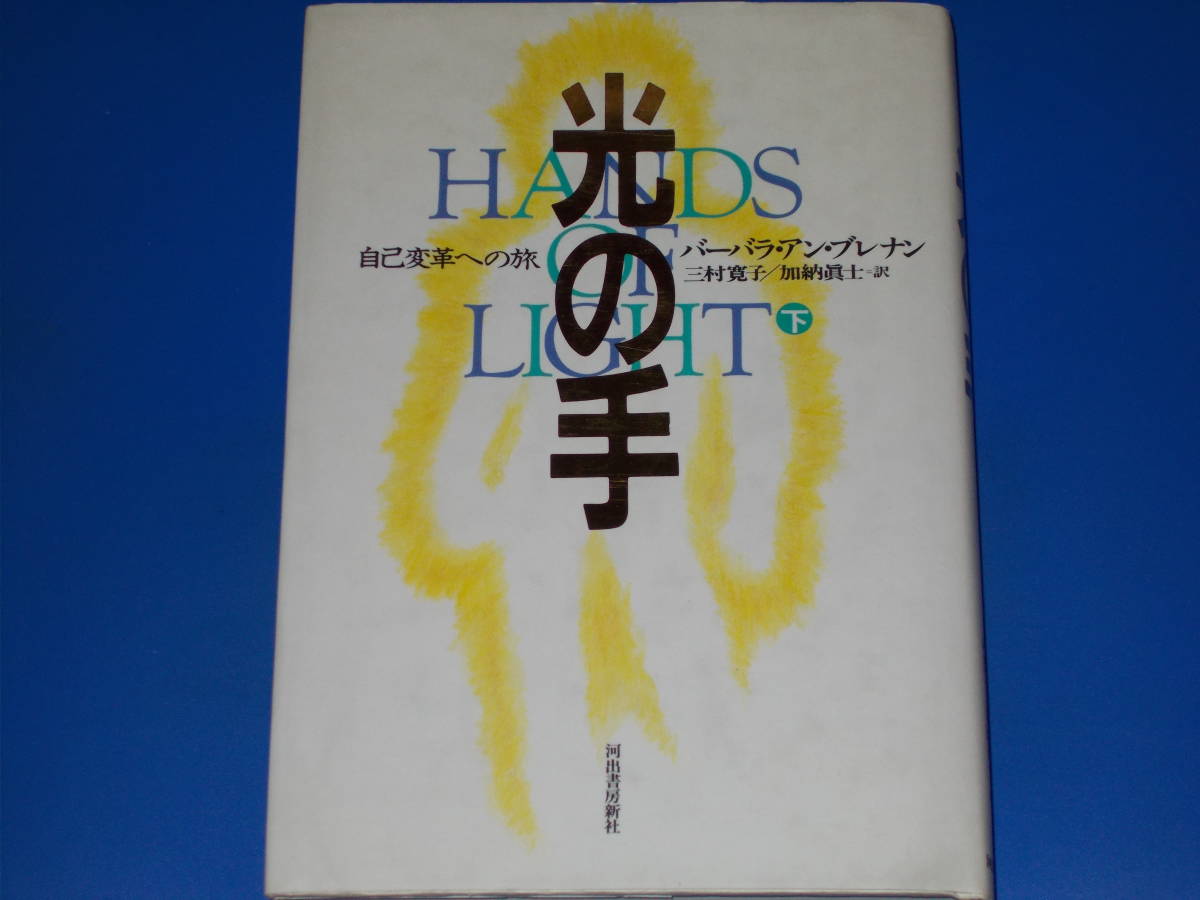 光の手
HANDS
OF
LIGHT
下
自己変革への旅
バーバラ・アン・ブレナン
三村寛子/加納眞士=訳
河出書房新社